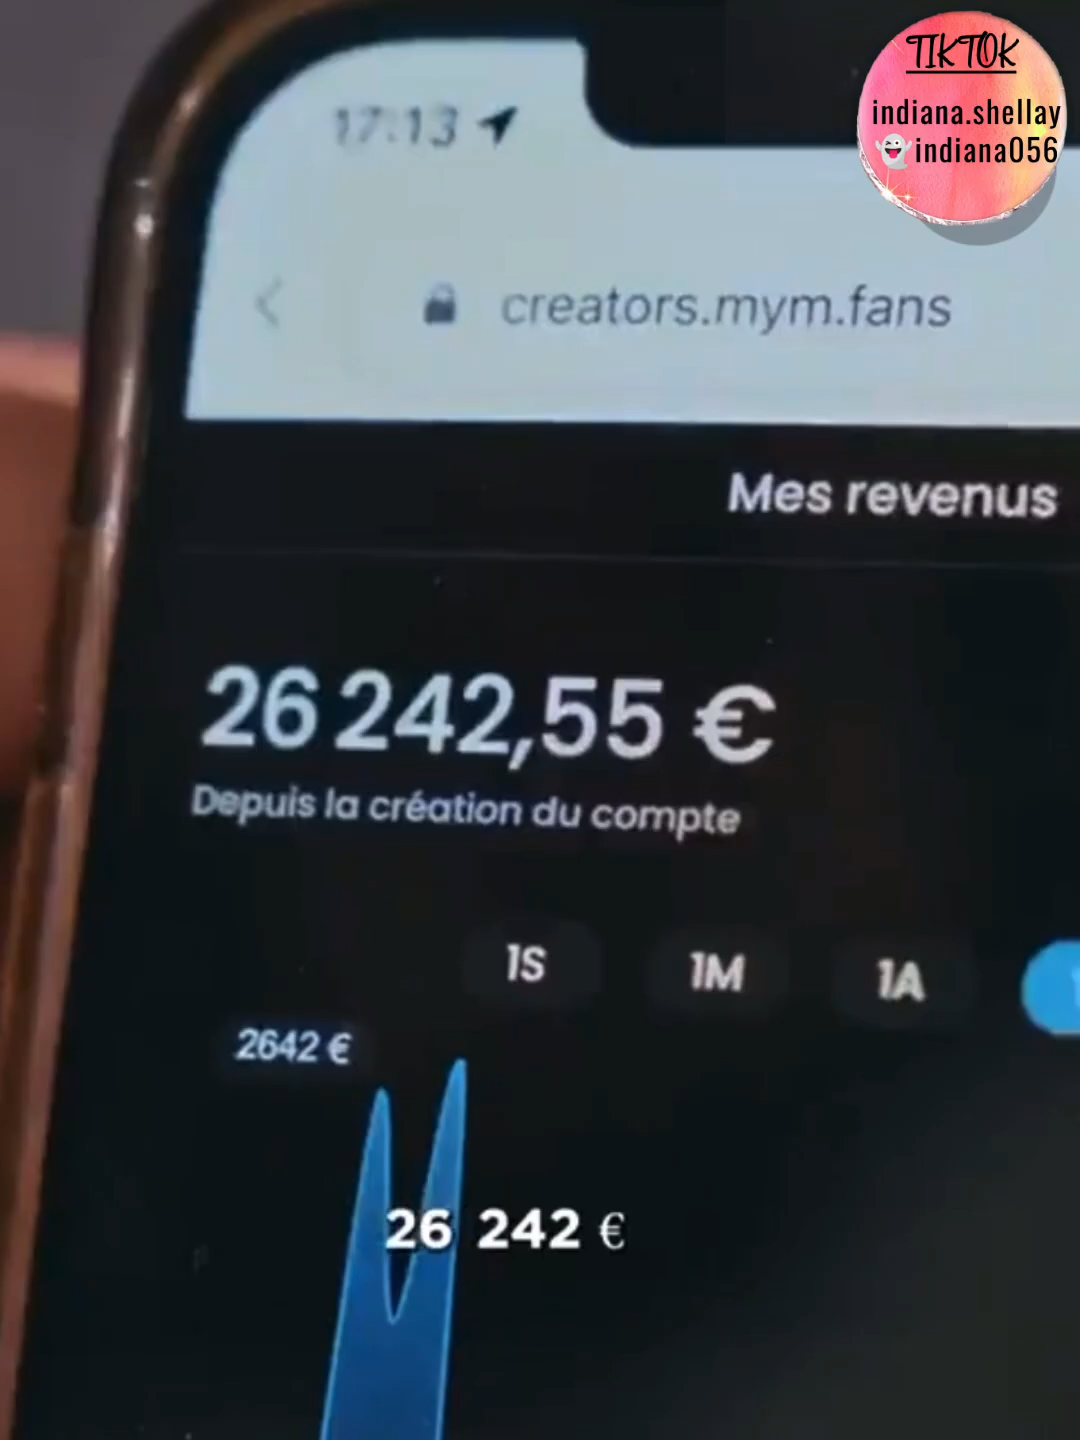 TIKTOK
indiana.shellay
👻indiana056
17:13
creators.mym.fans
Mes revenus
26 242,55 €
Depuis la création du compte
1S 1M 1A
2642 €
26 242 €